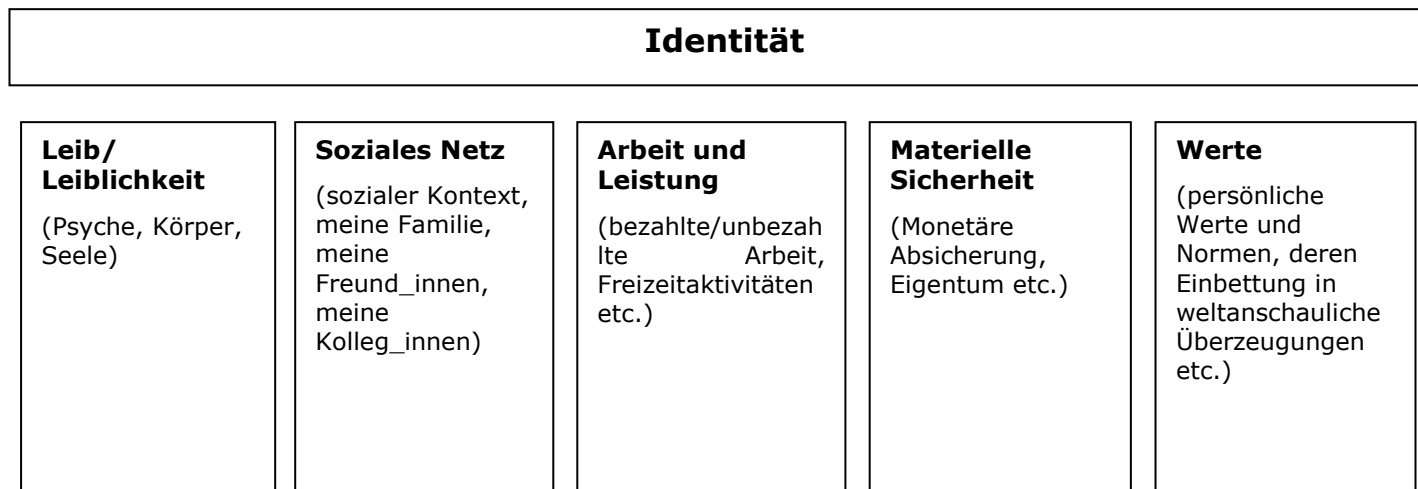 Identität
Leib/
Leiblichkeit
(Psyche, Körper,
Seele)
Soziales Netz
(sozialer Kontext,
meine Familie,
meine
Freund_innen,
meine
Kolleg_innen)
Arbeit und
Leistung
(bezahlte/unbezah
lte Arbeit,
Freizeitaktivitäten
etc.)
Materielle
Sicherheit
(Monetäre
Absicherung,
Eigentum etc.)
Werte
(persönliche
Werte und
Normen, deren
Einbettung in
weltanschauliche
Überzeugungen
etc.)